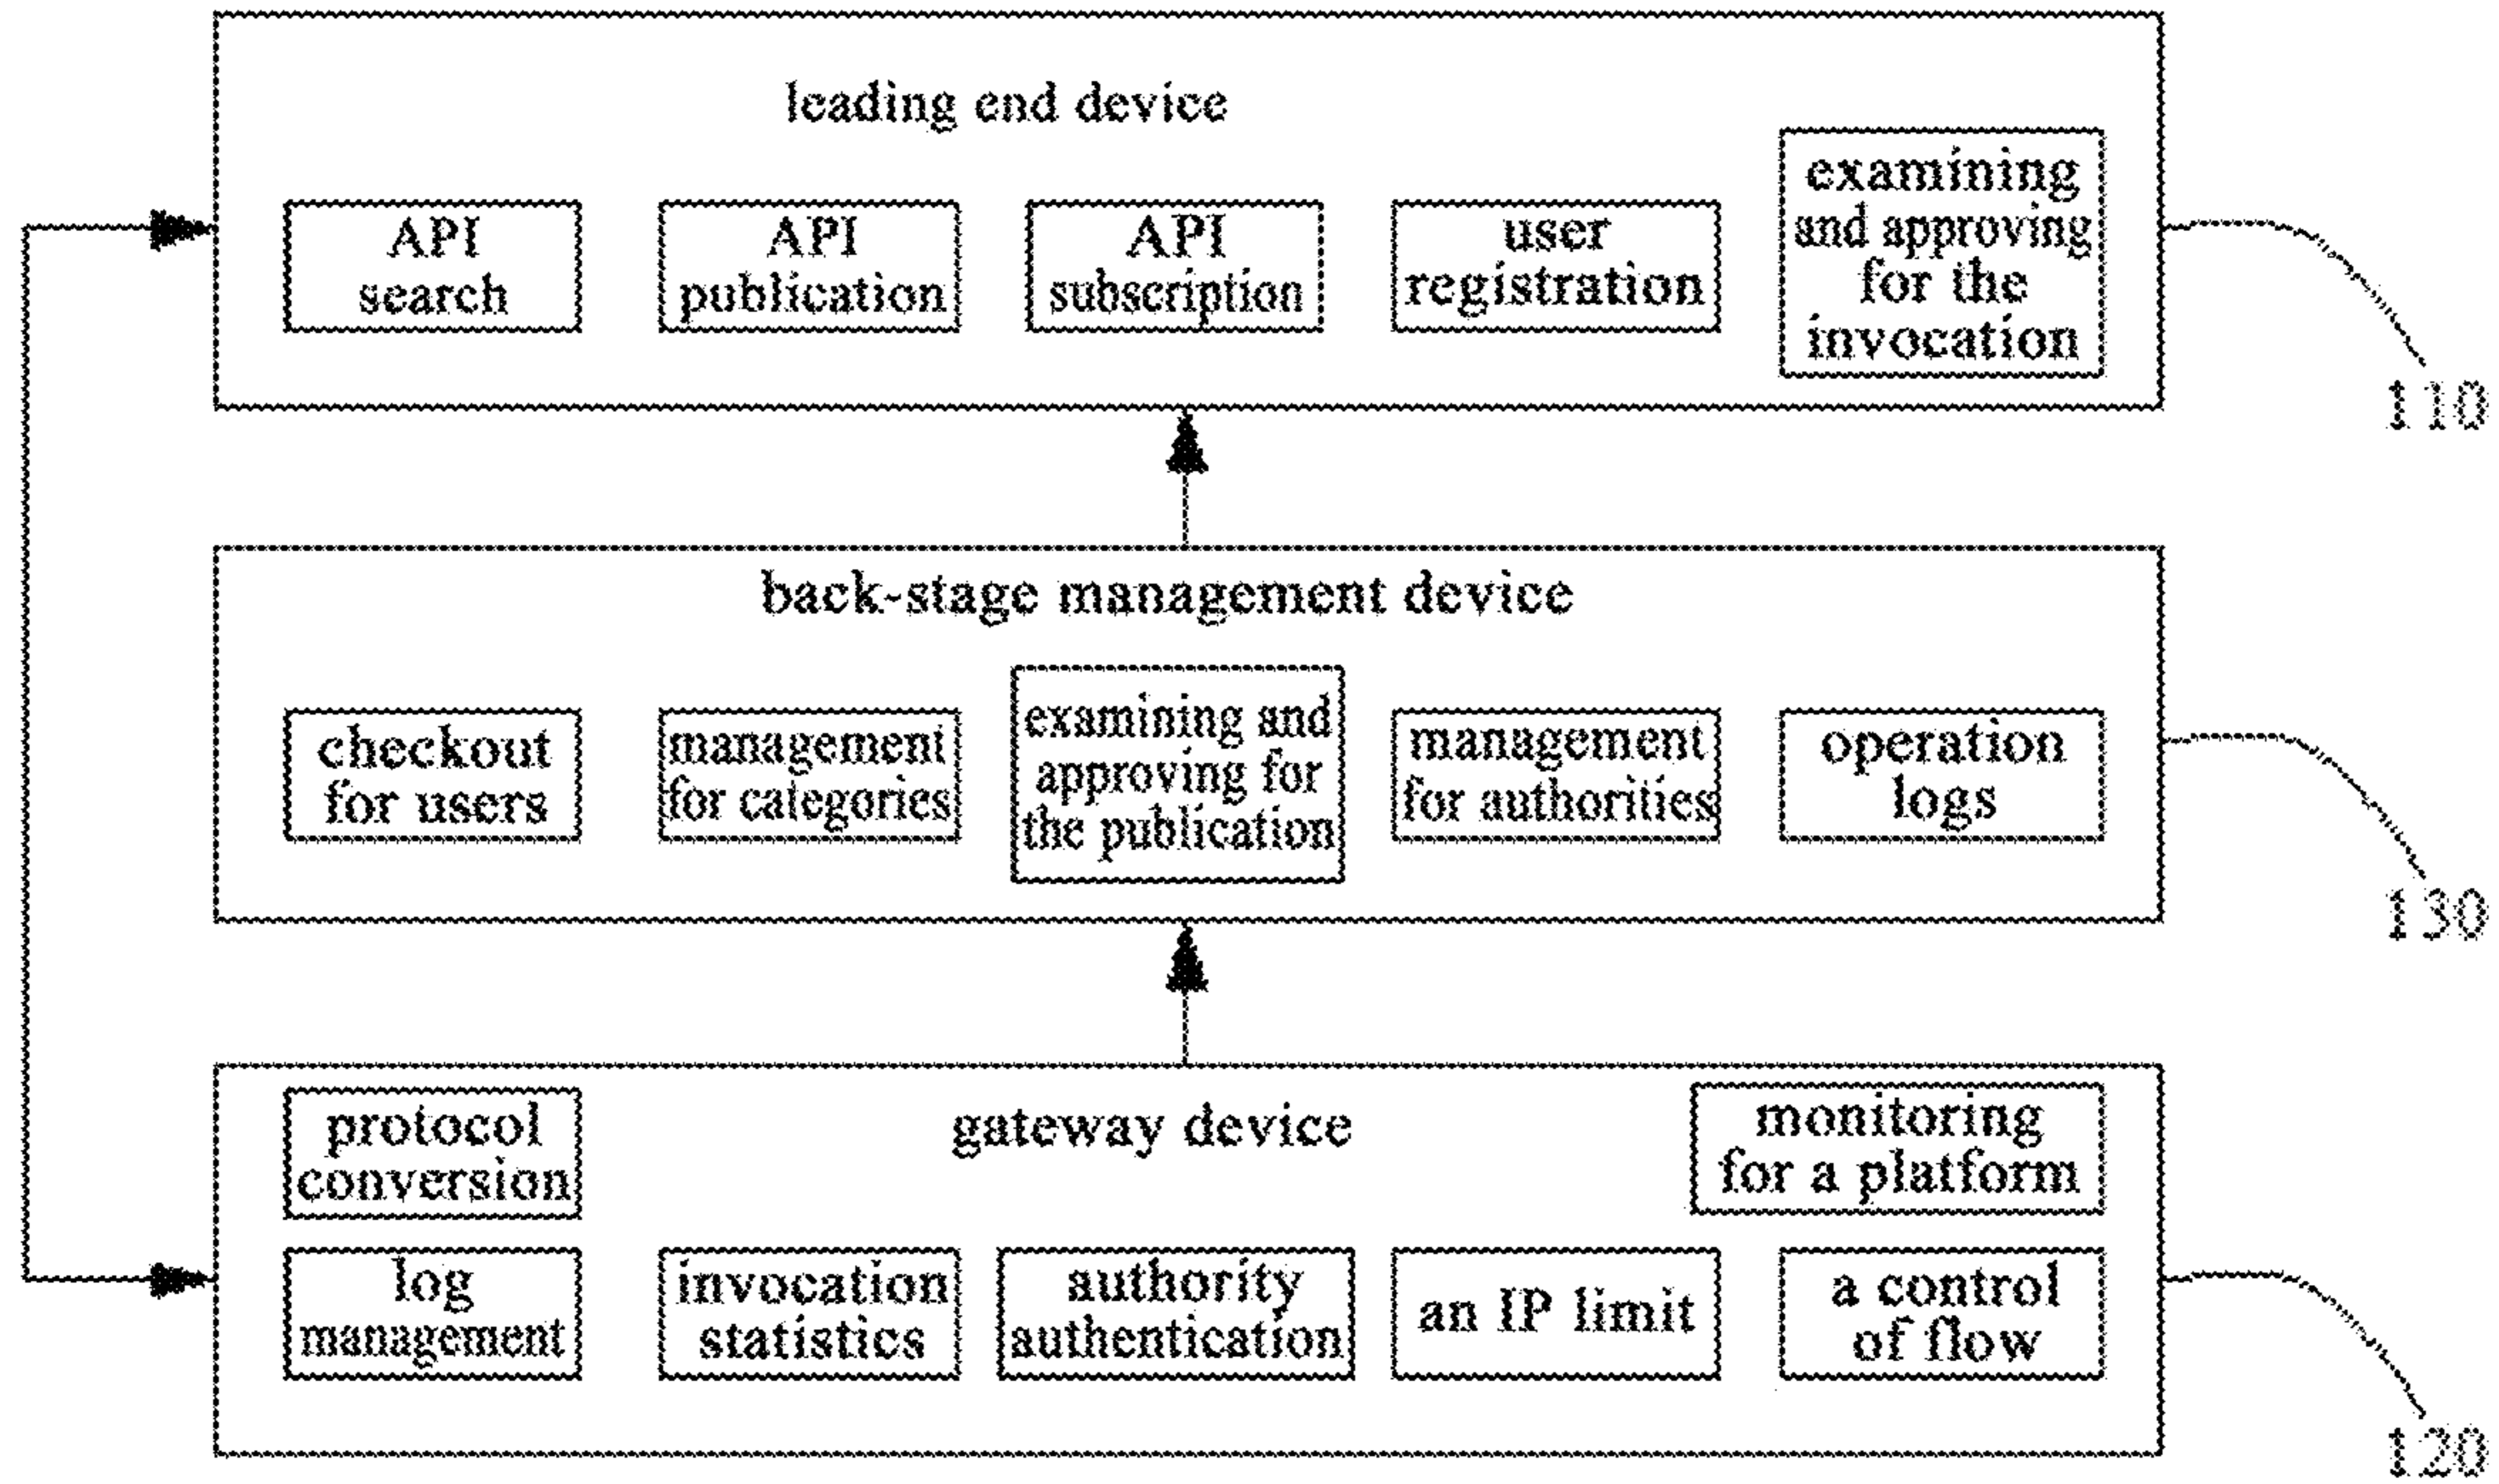 leading end device
API
search
API
publication
API
subscription
user
registration
examining
and approving
for the
invocation
110
back-stage management device
checkout
for users
management
for categories
examining and
approving for
the publication
management
for authorities
operation
logs
130
protocol
conversion
gateway device
monitoring
for a platform
log
management
invocation
statistics
authority
authentication
an IP limit
a control
of flow
120